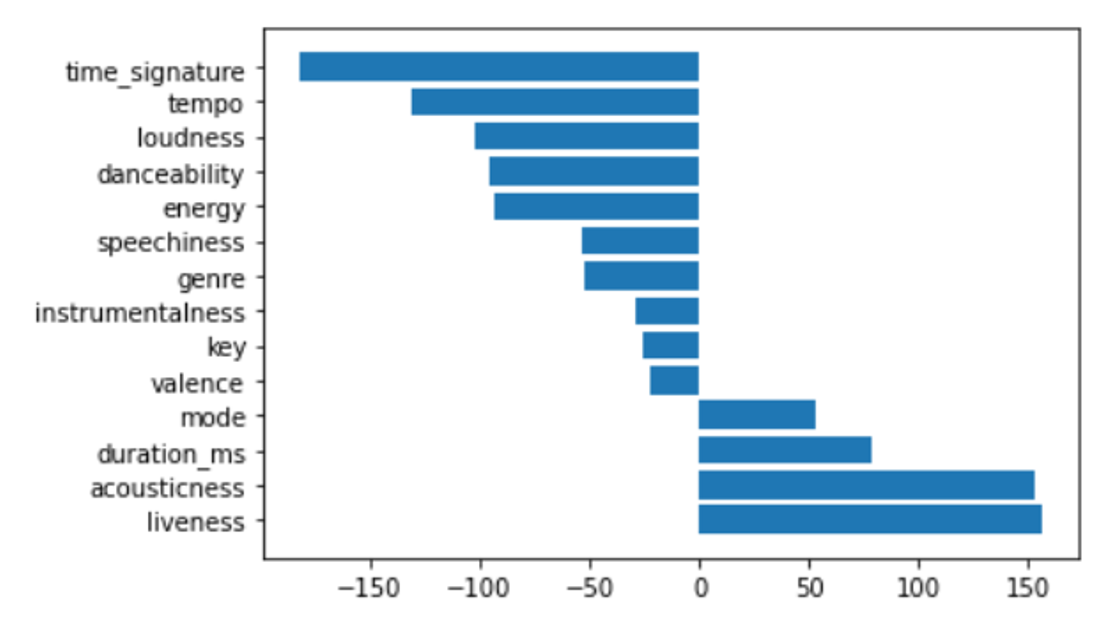 time_signature
tempo
loudness
danceability
energy
speechiness
genre
instrumentalness
key
valence
mode
duration_ms
acousticness
liveness
−150 −100 −50 0 50 100 150